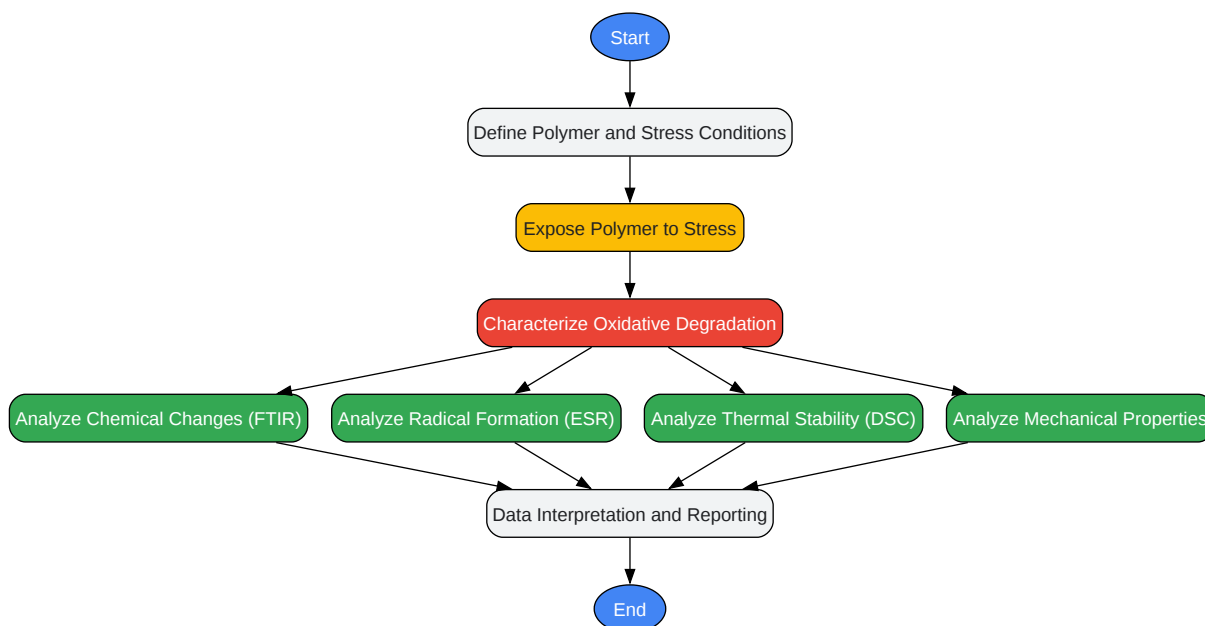 Start
Define Polymer and Stress Conditions
Expose Polymer to Stress
Characterize Oxidative Degradation
Analyze Chemical Changes (FTIR)
Analyze Radical Formation (ESR)
Analyze Thermal Stability (DSC)
Analyze Mechanical Properties
Data Interpretation and Reporting
End